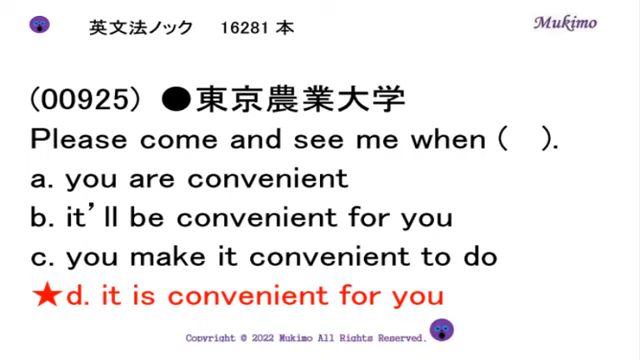 英文法ノック 16281 本
Mukimo
(00925) ●東京農業大学
Please come and see me when ( ).
a. you are convenient
b. it'll be convenient for you
c. you make it convenient to do
★d. it is convenient for you
Copyright © 2022 Mukimo All Rights Reserved.